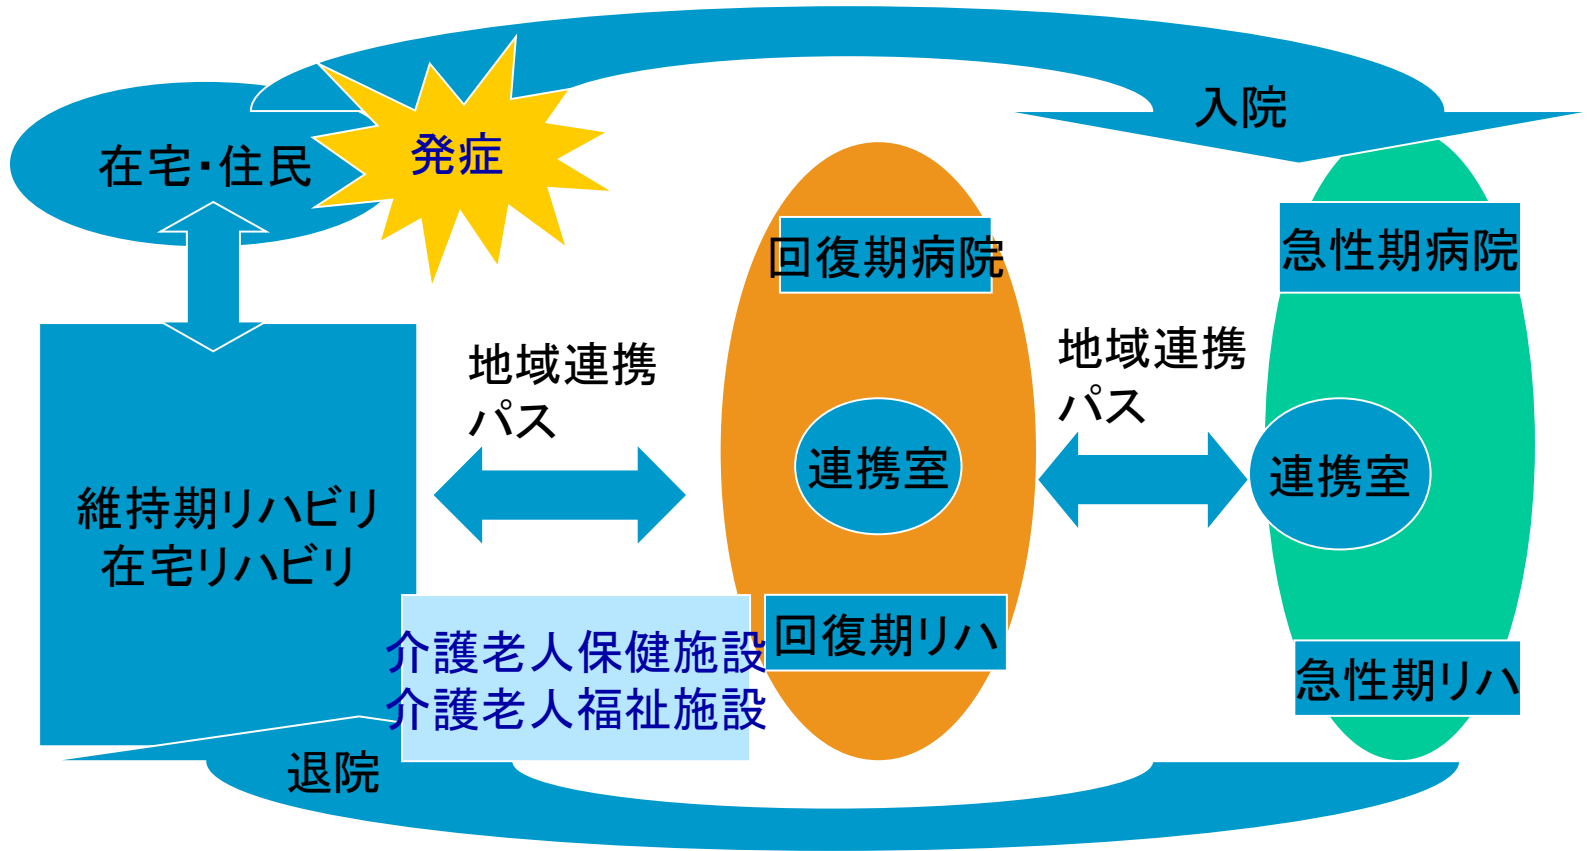 入院
発症
在宅・住民
回復期病院
急性期病院
地域連携
パス
地域連携
パス
連携室
連携室
維持期リハビリ
在宅リハビリ
介護老人保健施設
介護老人福祉施設
回復期リハ
急性期リハ
退院